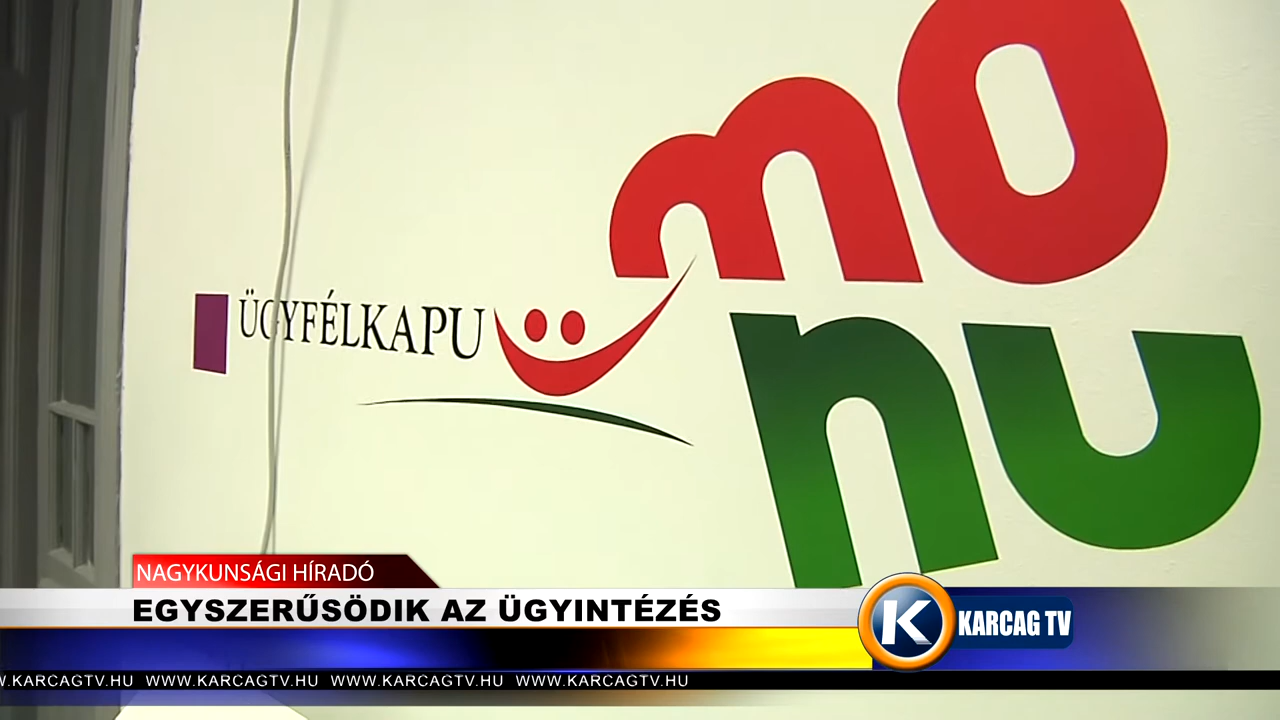 mo
ÜGYFÉLKAPU
nu
NAGYKUNSÁGI HÍRADÓ
EGYSZERŰSÖDIK AZ ÜGYINTÉZÉS
K KARCAG TV
W.KARCAGTV.HU WWW.KARCAGTV.HU WWW.KARCAGTV.HU WWW.KARCAGTV.HU